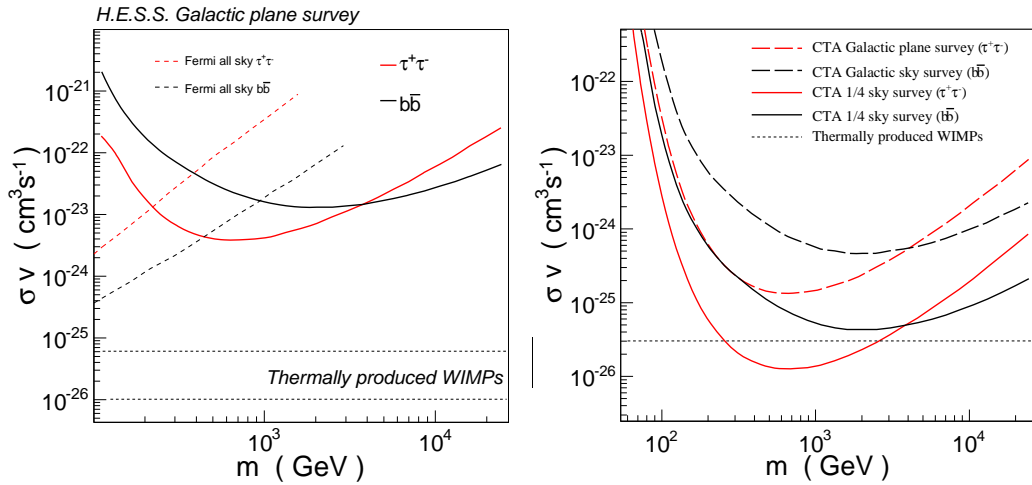 H.E.S.S. Galactic plane survey
Fermi all sky τ⁺τ⁻
Fermi all sky bb̅
τ⁺τ⁻
bb̅
Thermally produced WIMPs
10⁻²¹
10⁻²²
10⁻²³
10⁻²⁴
10⁻²⁵
10⁻²⁶
σ v ( cm³s⁻¹ )
10³
10⁴
m ( GeV )
CTA Galactic plane survey (τ⁺τ⁻)
CTA Galactic sky survey (bb̅)
CTA 1/4 sky survey (τ⁺τ⁻)
CTA 1/4 sky survey (bb̅)
Thermally produced WIMPs
10⁻²²
10⁻²³
10⁻²⁴
10⁻²⁵
10⁻²⁶
σ v ( cm³s⁻¹ )
10²
10³
10⁴
m ( GeV )